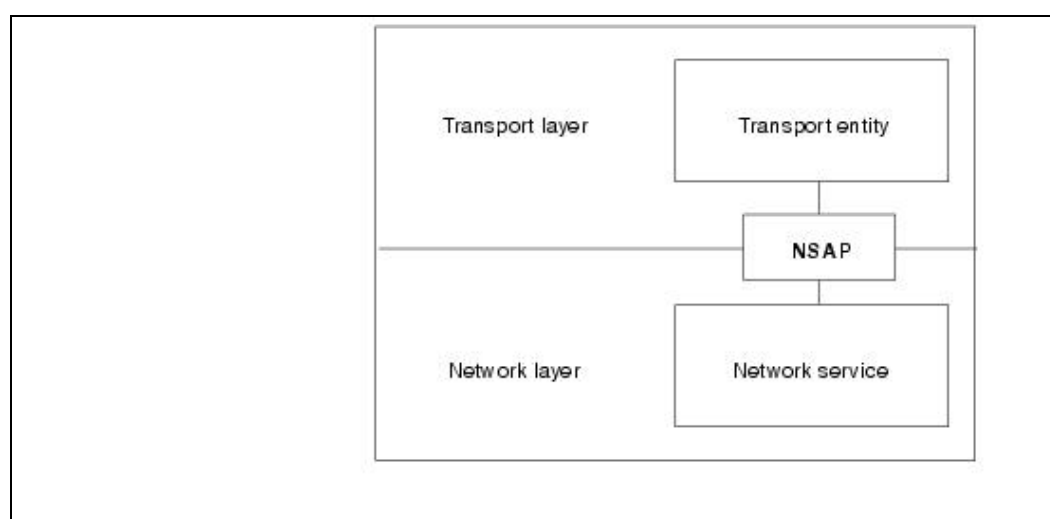 Transport layer
Transport entity
NSAP
Network layer
Network service